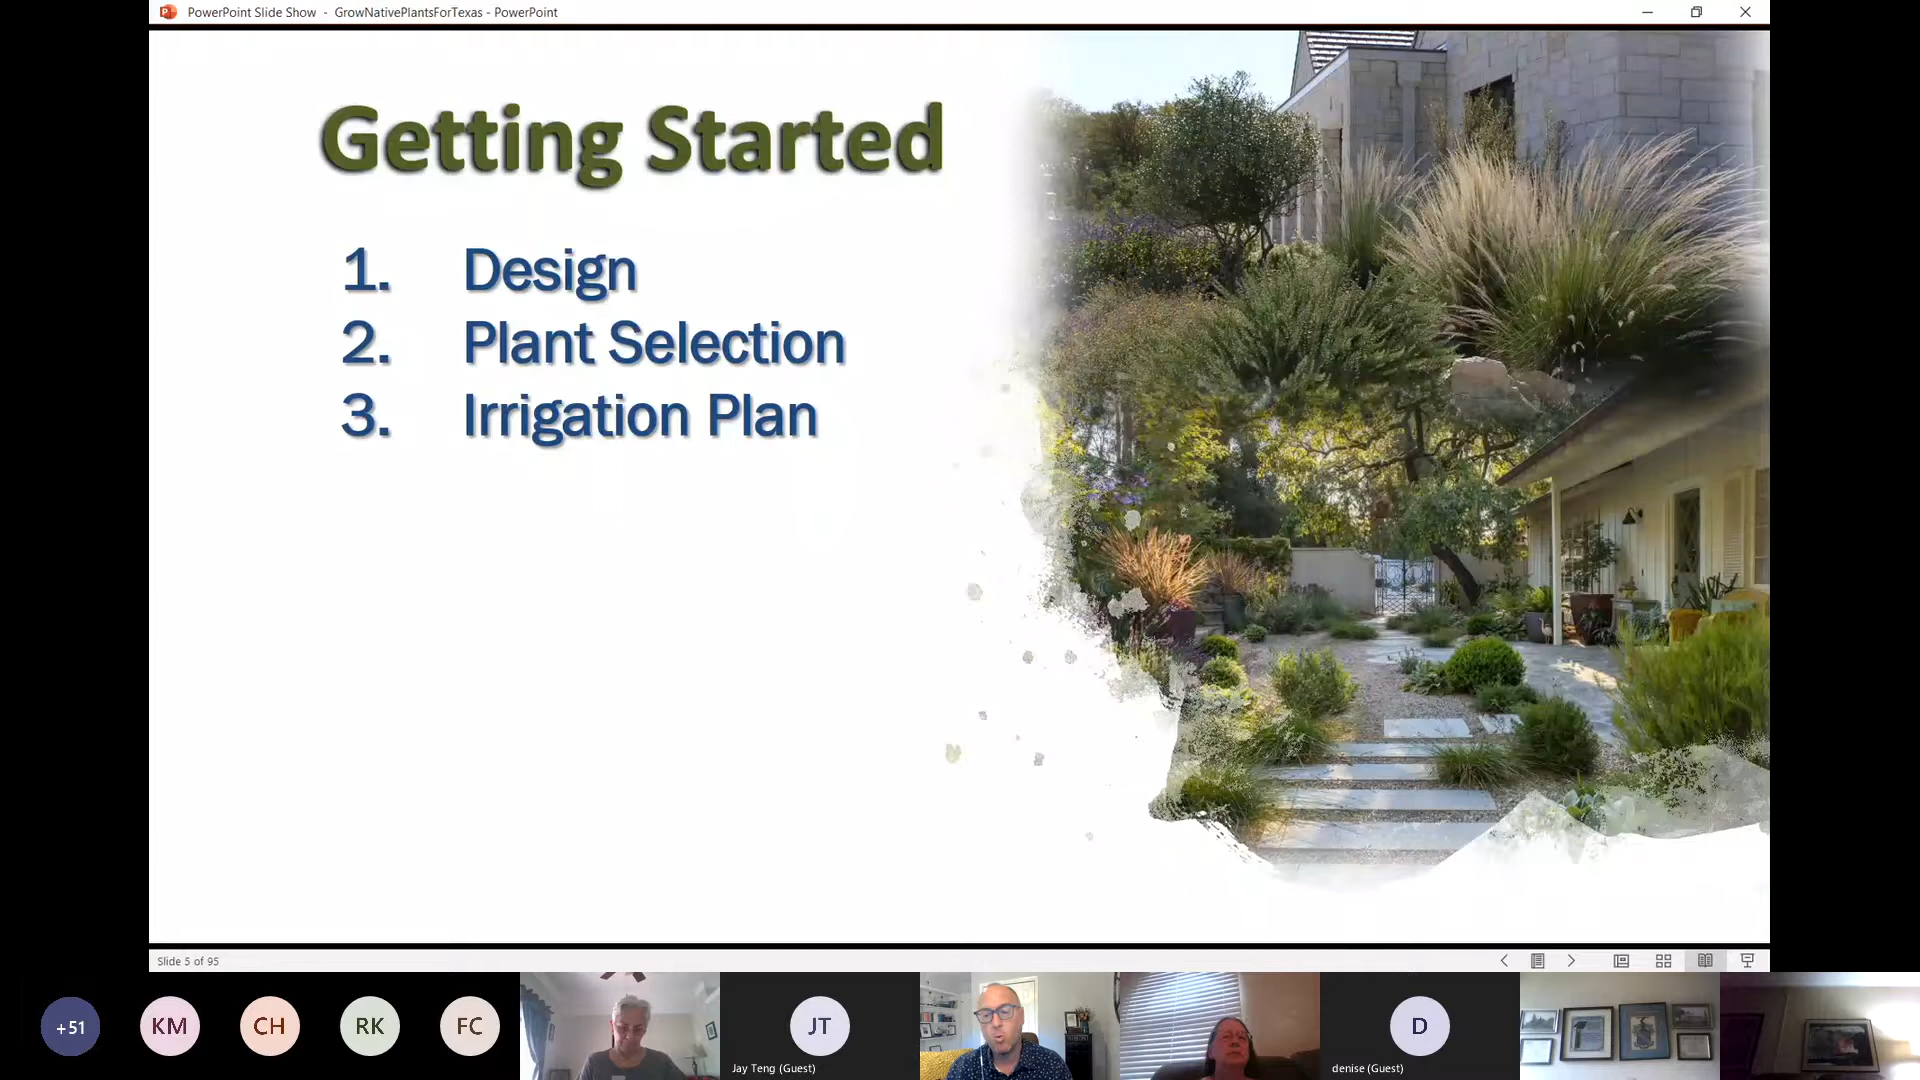 PowerPoint Slide Show - GrowNativePlantsForTexas - PowerPoint
Getting Started
1. Design
2. Plant Selection
3. Irrigation Plan
Slide 5 of 95
+51
KM
CH
RK
FC
JT
Jay Teng (Guest)
D
denise (Guest)